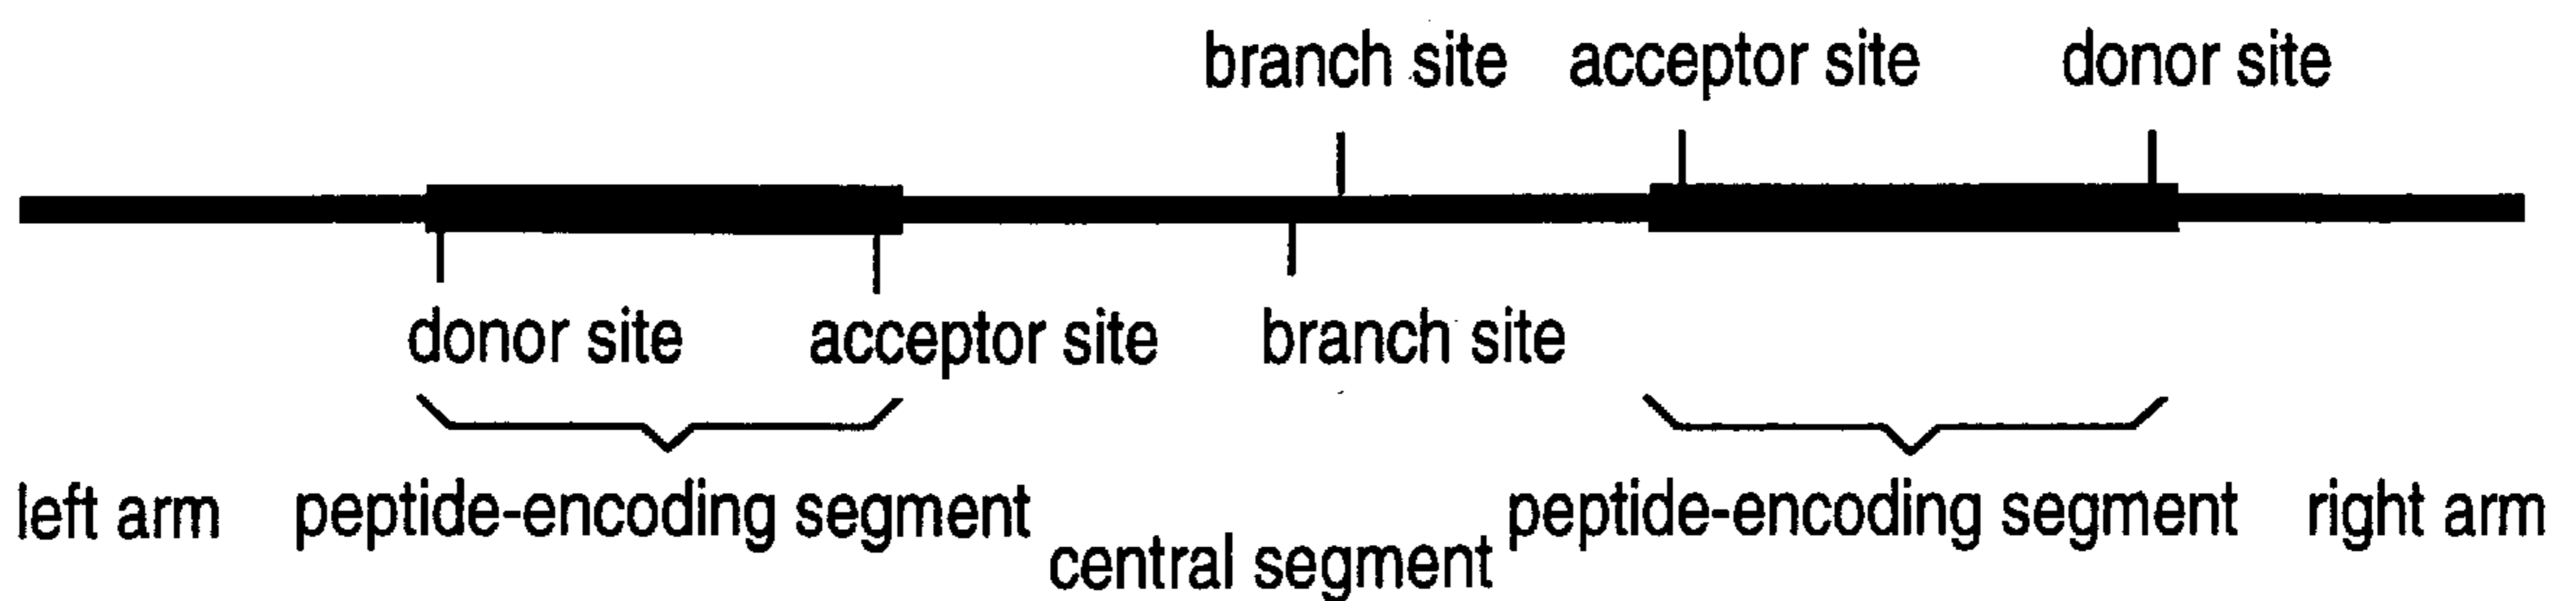 branch site acceptor site donor site
donor site acceptor site branch site
left arm peptide-encoding segment central segment peptide-encoding segment right arm